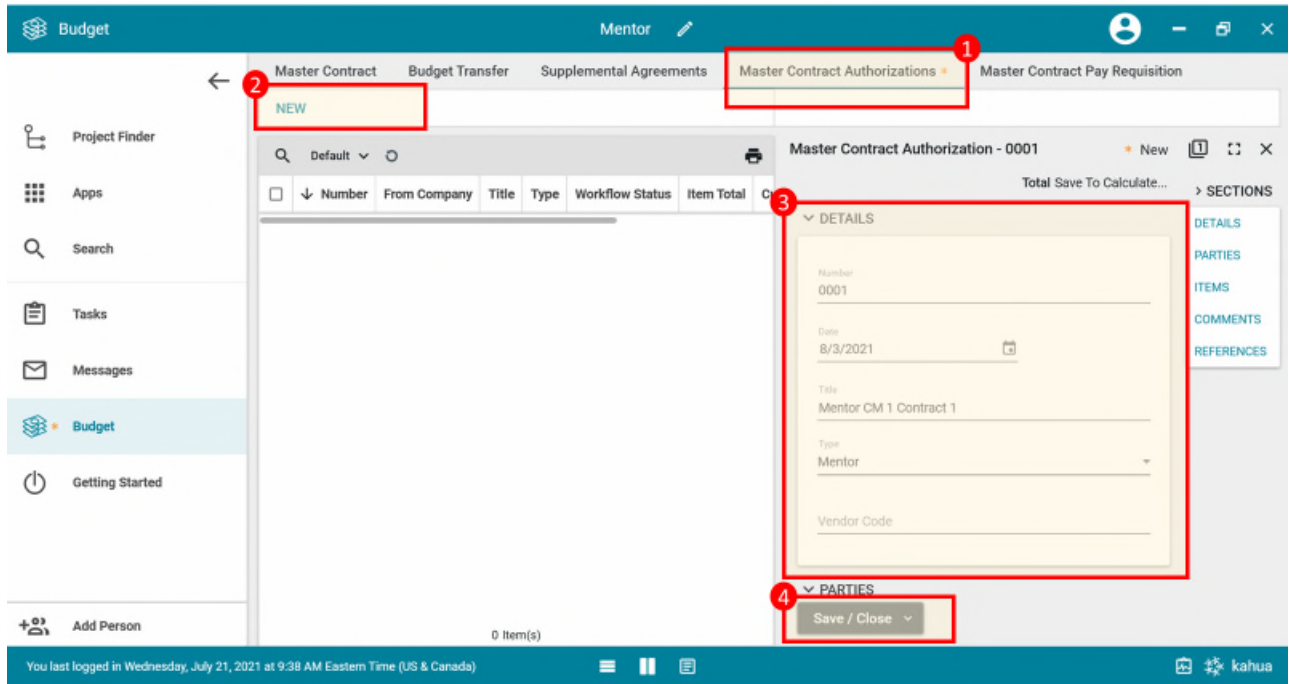 Budget
Mentor
1
Master Contract
Budget Transfer
Supplemental Agreements
Master Contract Authorizations *
Master Contract Pay Requisition
2
NEW
Project Finder
Apps
Search
Tasks
Messages
* Budget
Getting Started
Add Person
Default
Number From Company Title Type Workflow Status Item Total
0 Item(s)
Master Contract Authorization - 0001
* New
1
Total Save To Calculate...
3
DETAILS
Number
0001
Date
8/3/2021
Title
Mentor CM 1 Contract 1
Type
Mentor
Vendor Code
PARTIES
4
Save / Close
> SECTIONS
DETAILS
PARTIES
ITEMS
COMMENTS
REFERENCES
You last logged in Wednesday, July 21, 2021 at 9:38 AM Eastern Time (US & Canada)
kahua